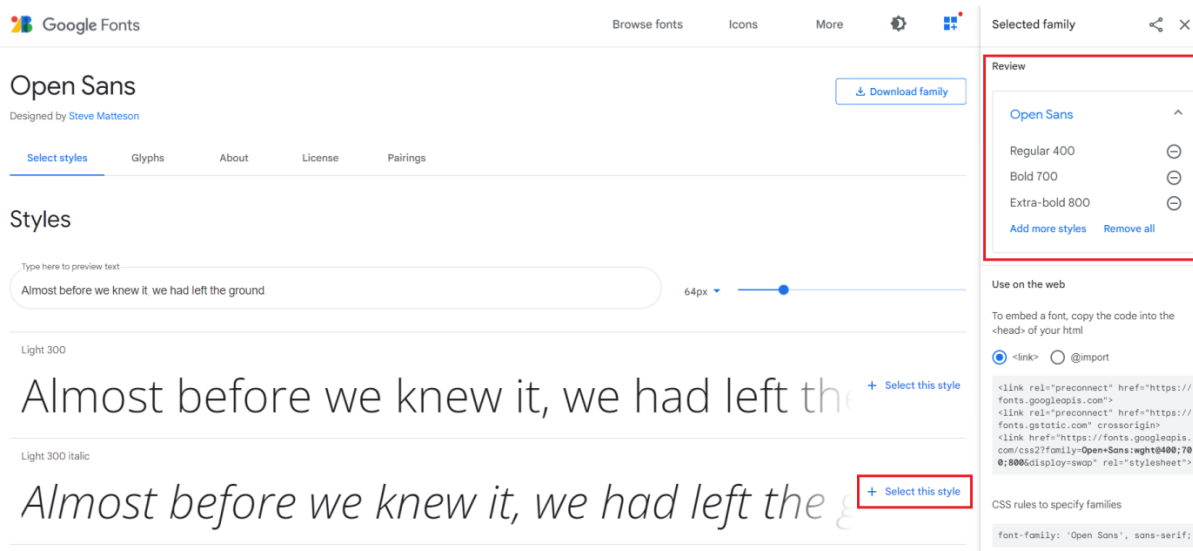 Google Fonts
Browse fonts
Icons
More
Open Sans
Designed by Steve Matteson
Download family
Select styles
Glyphs
About
License
Pairings
Styles
Type here to preview text
Almost before we knew it, we had left the ground.
64px
Light 300
Almost before we knew it, we had left the
+ Select this style
Light 300 italic
Almost before we knew it, we had left the g
+ Select this style
Selected family
Review
Open Sans
Regular 400
Bold 700
Extra-bold 800
Add more styles
Remove all
Use on the web
To embed a font, copy the code into the
<head> of your html
<link>
@import
<link rel="preconnect" href="https://
fonts.googleapis.com">
<link rel="preconnect" href="https://
fonts.gstatic.com" crossorigin>
<link href="https://fonts.googleapis.
com/css2?family=Open+Sans:wght@400;70
0;800&display=swap" rel="stylesheet">
CSS rules to specify families
font-family: 'Open Sans', sans-serif;